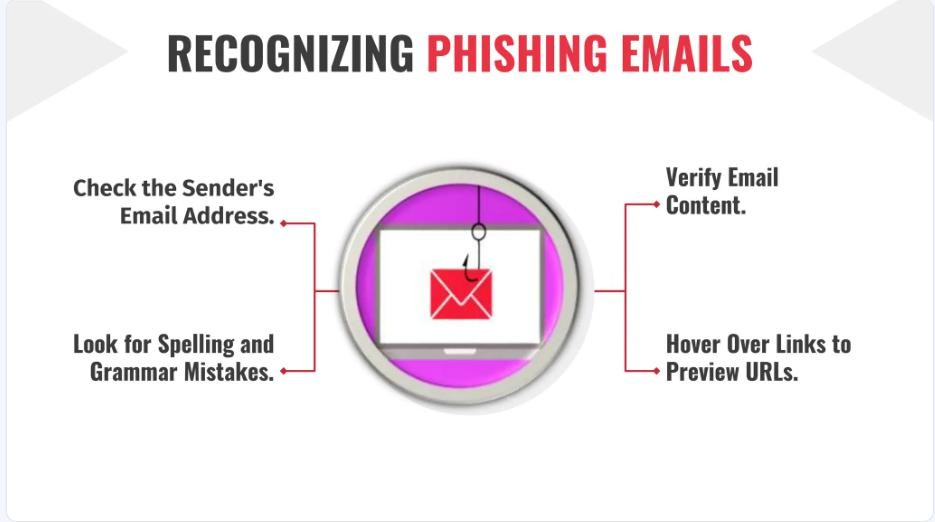 RECOGNIZING PHISHING EMAILS
Check the Sender's
Email Address.
Look for Spelling and
Grammar Mistakes.
Verify Email
Content.
Hover Over Links to
Preview URLs.